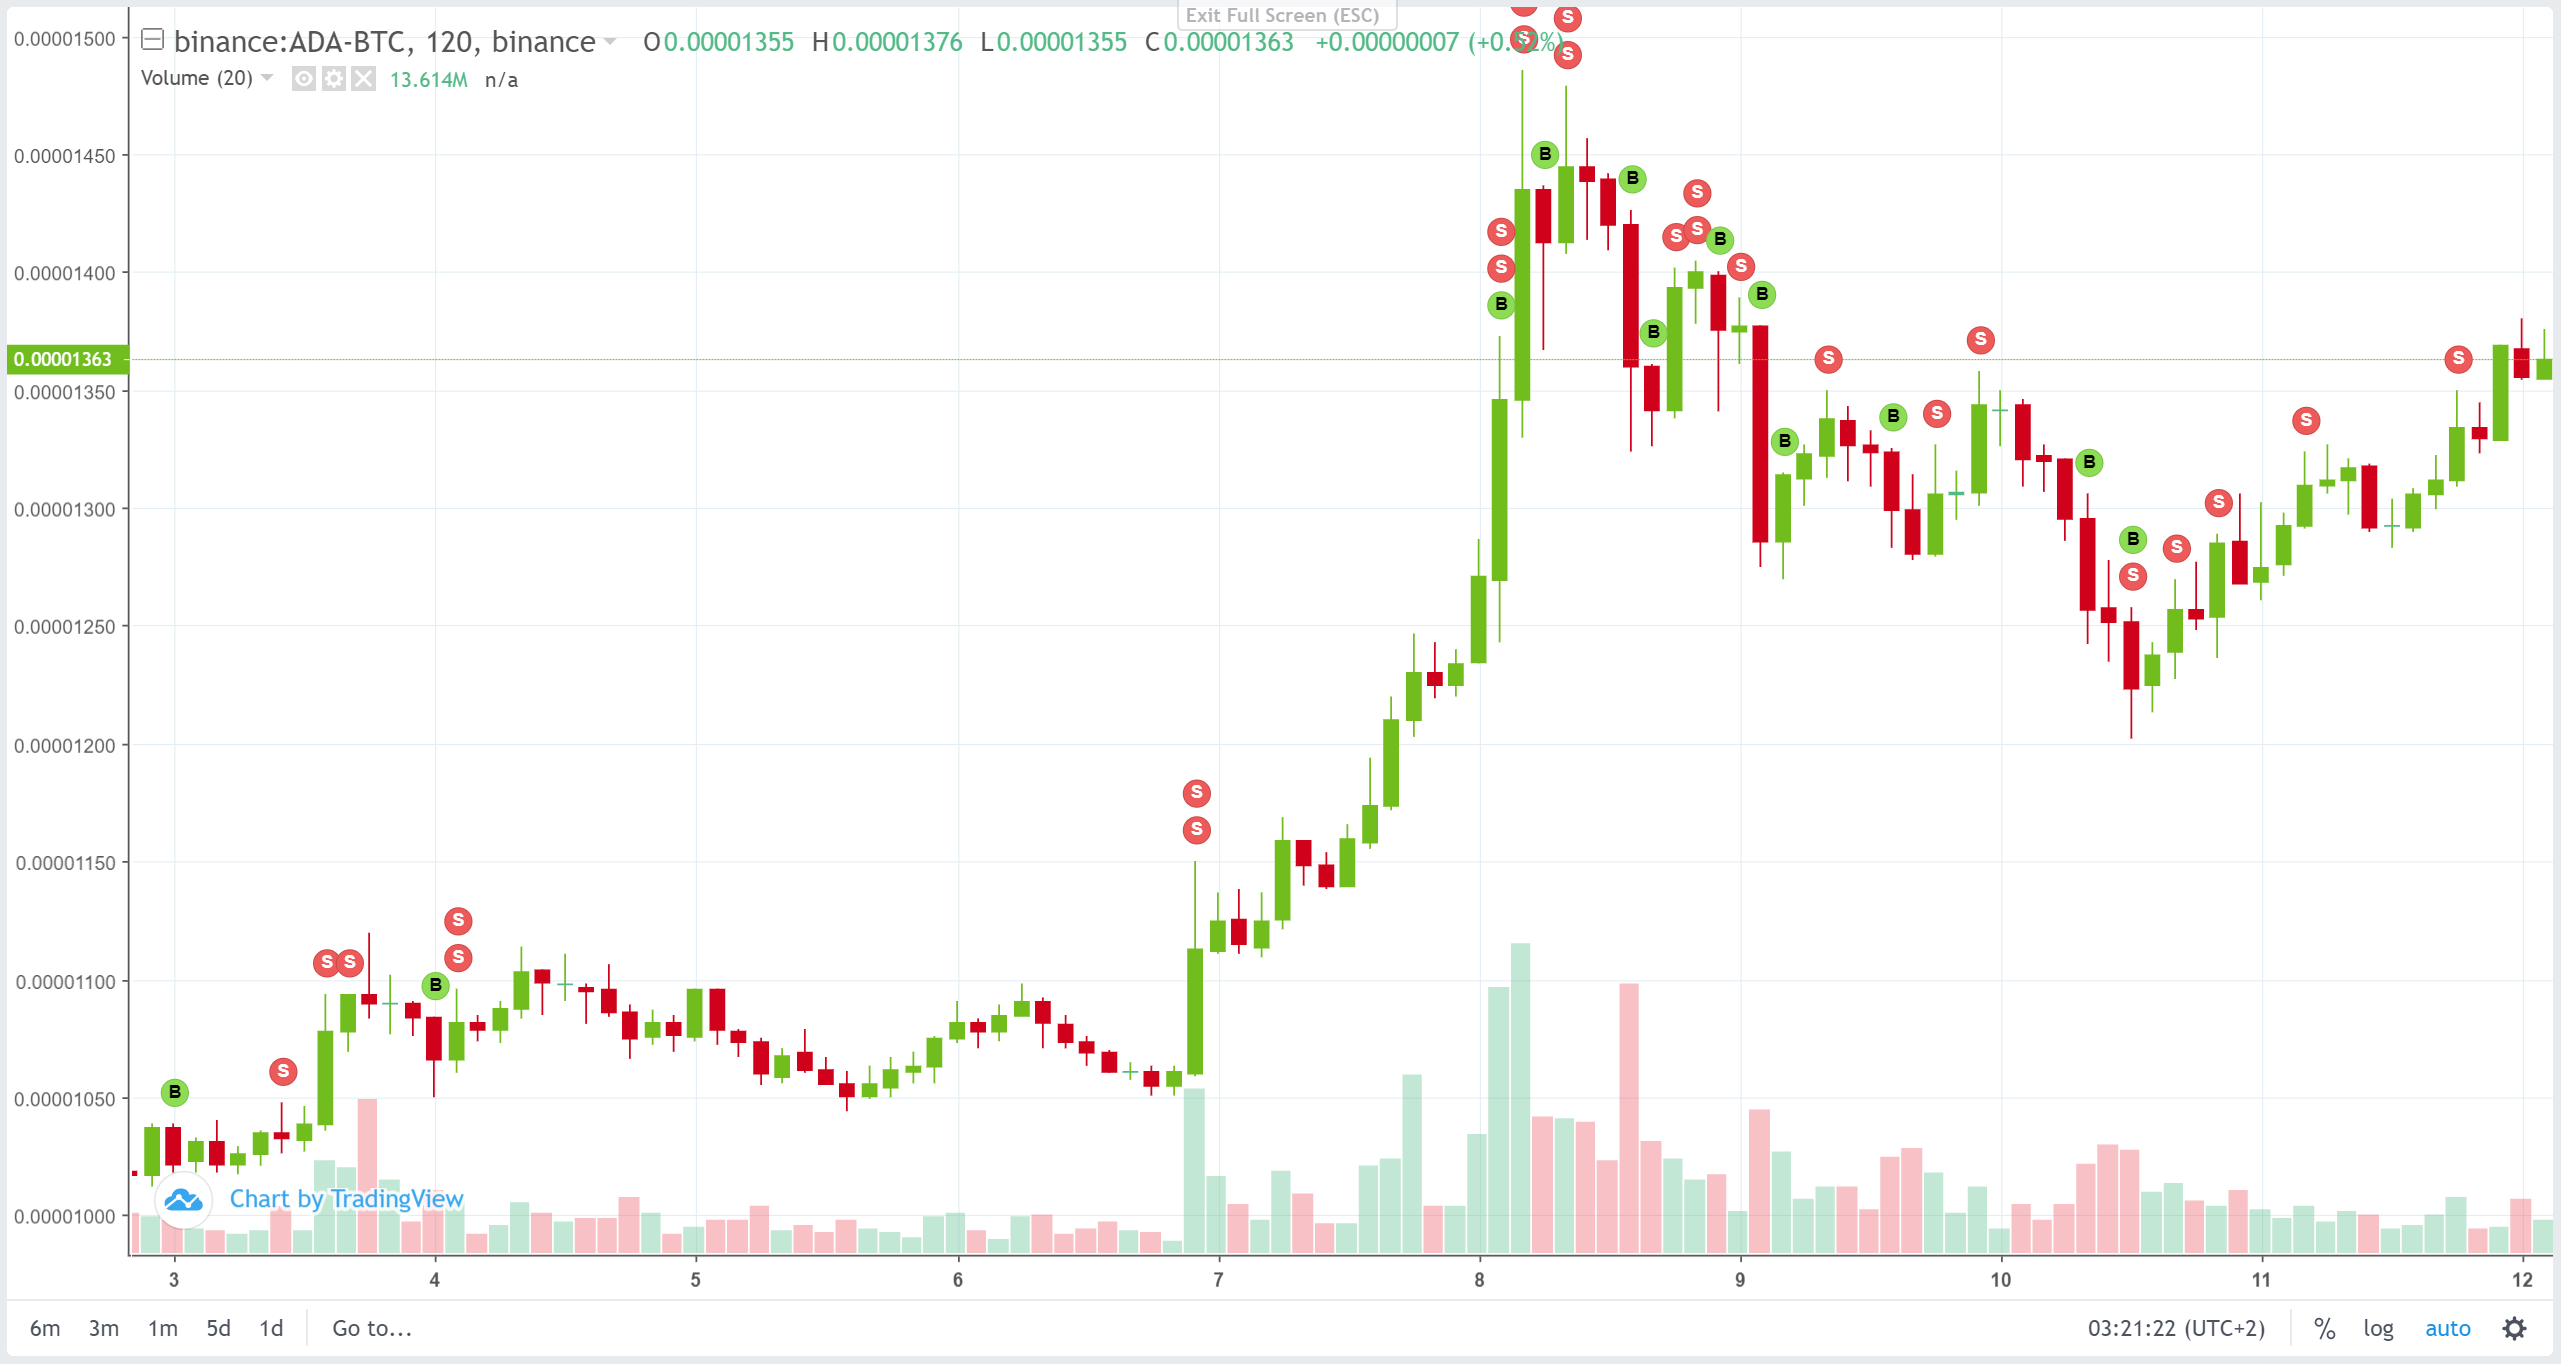 Exit Full Screen (ESC)
binance:ADA-BTC, 120, binance O0.00001355 H0.00001376 L0.00001355 C0.00001363 +0.00000007 (+0.52%)
Volume (20) 13.614M n/a
0.00001500
0.00001450
0.00001400
0.00001363
0.00001350
0.00001300
0.00001250
0.00001200
0.00001150
0.00001100
0.00001050
0.00001000
S
S S
S
B
B
S
S
S S B
S
S
B
B
S
B
S
S
S
S
B
S
B
B
S
B
S
S
B
S
S
S
S
S
S S
B
S
B
Chart by TradingView
3 4 5 6 7 8 9 10 11 12
6m 3m 1m 5d 1d Go to... 03:21:22 (UTC+2) % log auto